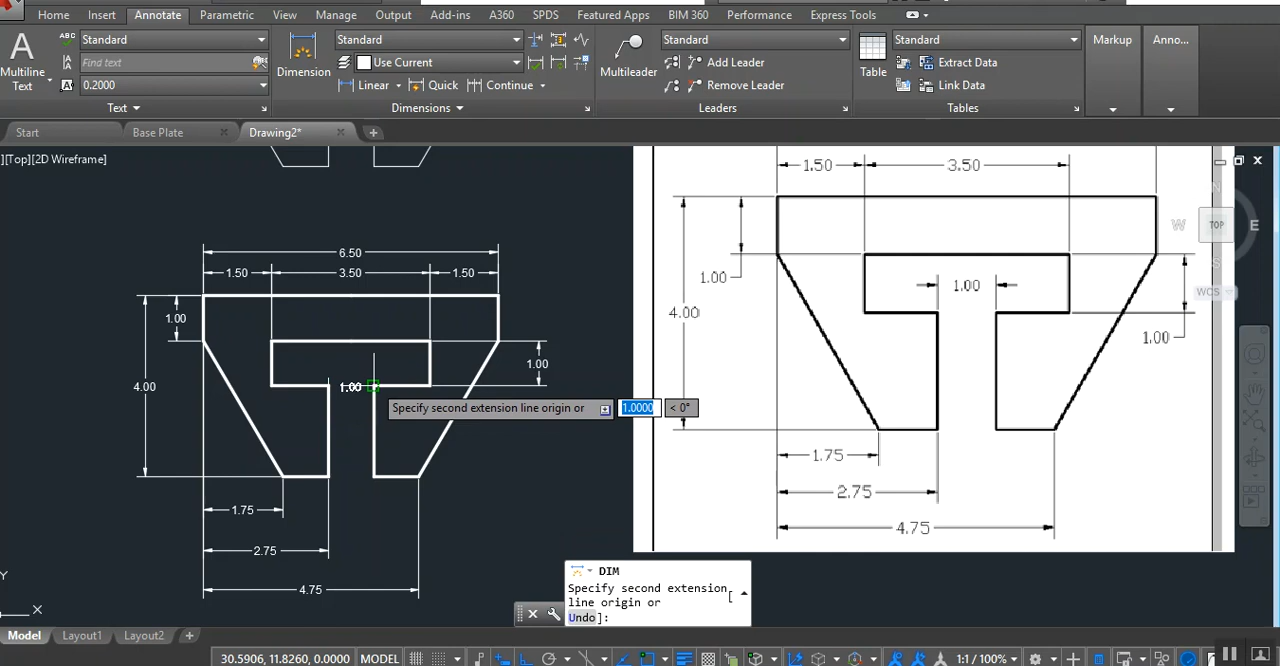 Home Insert Annotate Parametric View Manage Output Add-ins A360 SPDS Featured Apps BIM 360 Performance Express Tools
A Multiline Text
ABC Standard
Find text
0.2000
Text
Dimension
Standard
Use Current
Linear Quick Continue
Dimensions
Multileader
Standard
Add Leader
Remove Leader
Leaders
Table
Standard
Extract Data
Link Data
Tables
Markup
Anno...
Start Base Plate Drawing2*
][Top][2D Wireframe]
6.50
1.50 3.50 1.50
1.00
1.00
4.00
1.00
1.75
2.75
4.75
Specify second extension line origin or 1.0000 < 0°
1.50 3.50
1.00
1.00
4.00
1.00
1.75
2.75
4.75
N
W TOP E
S
WCS
Y
X
DIM
Specify second extension
line origin or [
Undo]:
Model Layout1 Layout2
30.5906, 11.8260, 0.0000 MODEL 1:1 / 100%